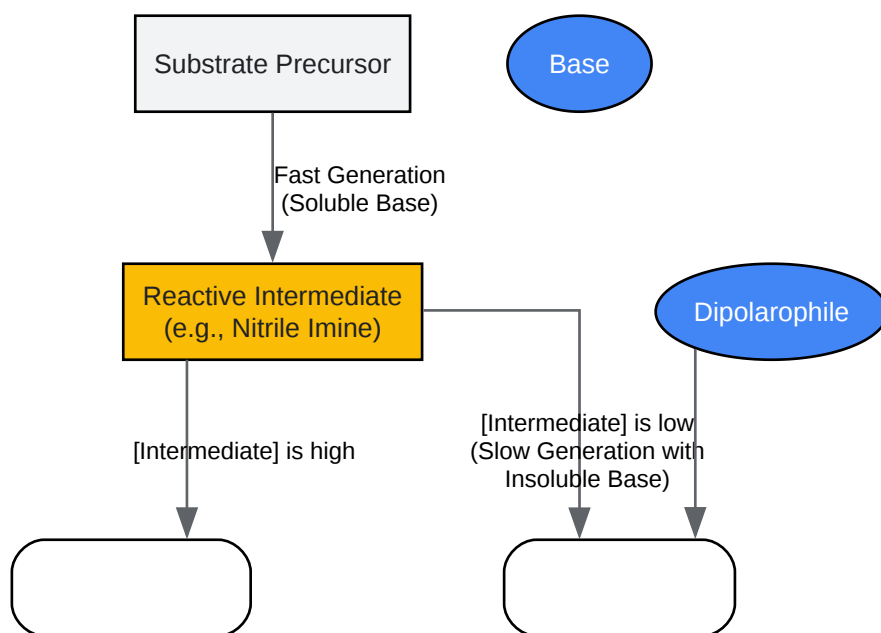 Substrate Precursor
Base
Fast Generation
(Soluble Base)
Reactive Intermediate
(e.g., Nitrile Imine)
Dipolarophile
[Intermediate] is high
[Intermediate] is low
(Slow Generation with
Insoluble Base)